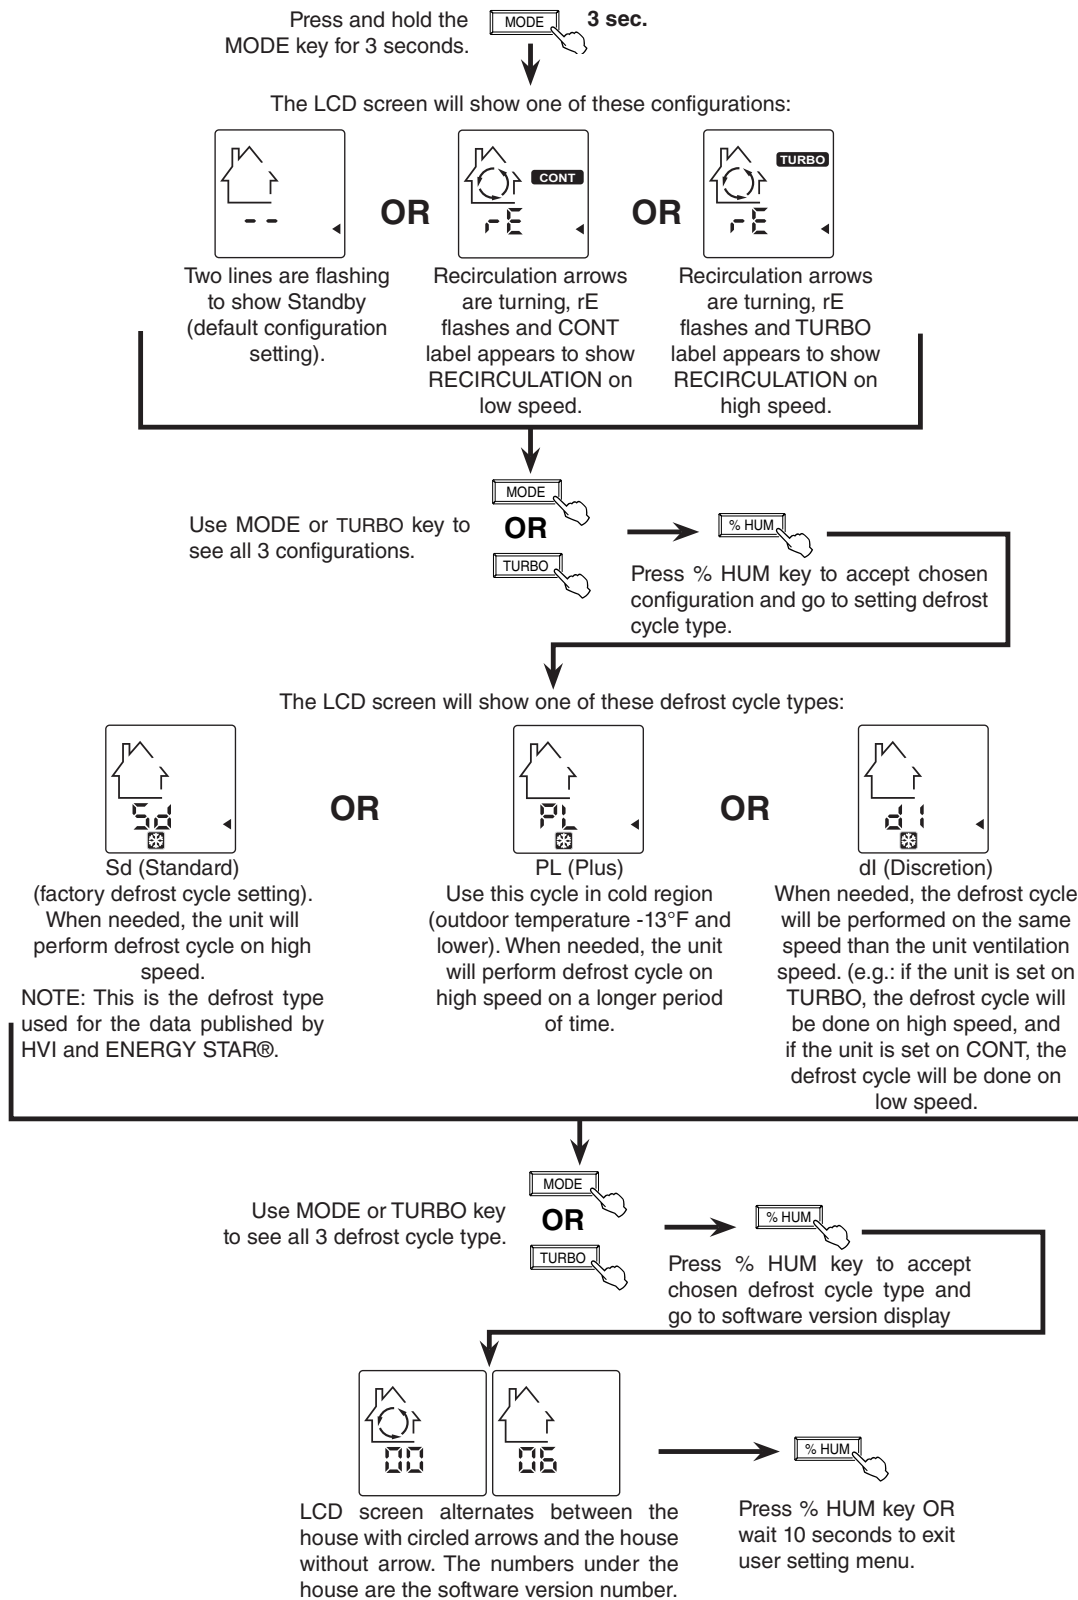 Press and hold the
MODE key for 3 seconds.
MODE
3 sec.
The LCD screen will show one of these configurations:
- -
OR
CONT
rE
OR
TURBO
rE
Two lines are flashing
to show Standby
(default configuration
setting).
Recirculation arrows
are turning, rE
flashes and CONT
label appears to show
RECIRCULATION on
low speed.
Recirculation arrows
are turning, rE
flashes and TURBO
label appears to show
RECIRCULATION on
high speed.
Use MODE or TURBO key to
see all 3 configurations.
MODE
OR
TURBO
% HUM
Press % HUM key to accept chosen
configuration and go to setting defrost
cycle type.
The LCD screen will show one of these defrost cycle types:
Sd
OR
PL
OR
dI
Sd (Standard)
(factory defrost cycle setting).
When needed, the unit will
perform defrost cycle on high
speed.
NOTE: This is the defrost type
used for the data published by
HVI and ENERGY STAR®.
PL (Plus)
Use this cycle in cold region
(outdoor temperature -13°F and
lower). When needed, the unit
will perform defrost cycle on
high speed on a longer period
of time.
dI (Discretion)
When needed, the defrost cycle
will be performed on the same
speed than the unit ventilation
speed. (e.g.: if the unit is set on
TURBO, the defrost cycle will
be done on high speed, and
if the unit is set on CONT, the
defrost cycle will be done on
low speed.
Use MODE or TURBO key
to see all 3 defrost cycle type.
MODE
OR
TURBO
% HUM
Press % HUM key to accept
chosen defrost cycle type and
go to software version display
00
06
% HUM
LCD screen alternates between the
house with circled arrows and the house
without arrow. The numbers under the
house are the software version number.
Press % HUM key OR
wait 10 seconds to exit
user setting menu.